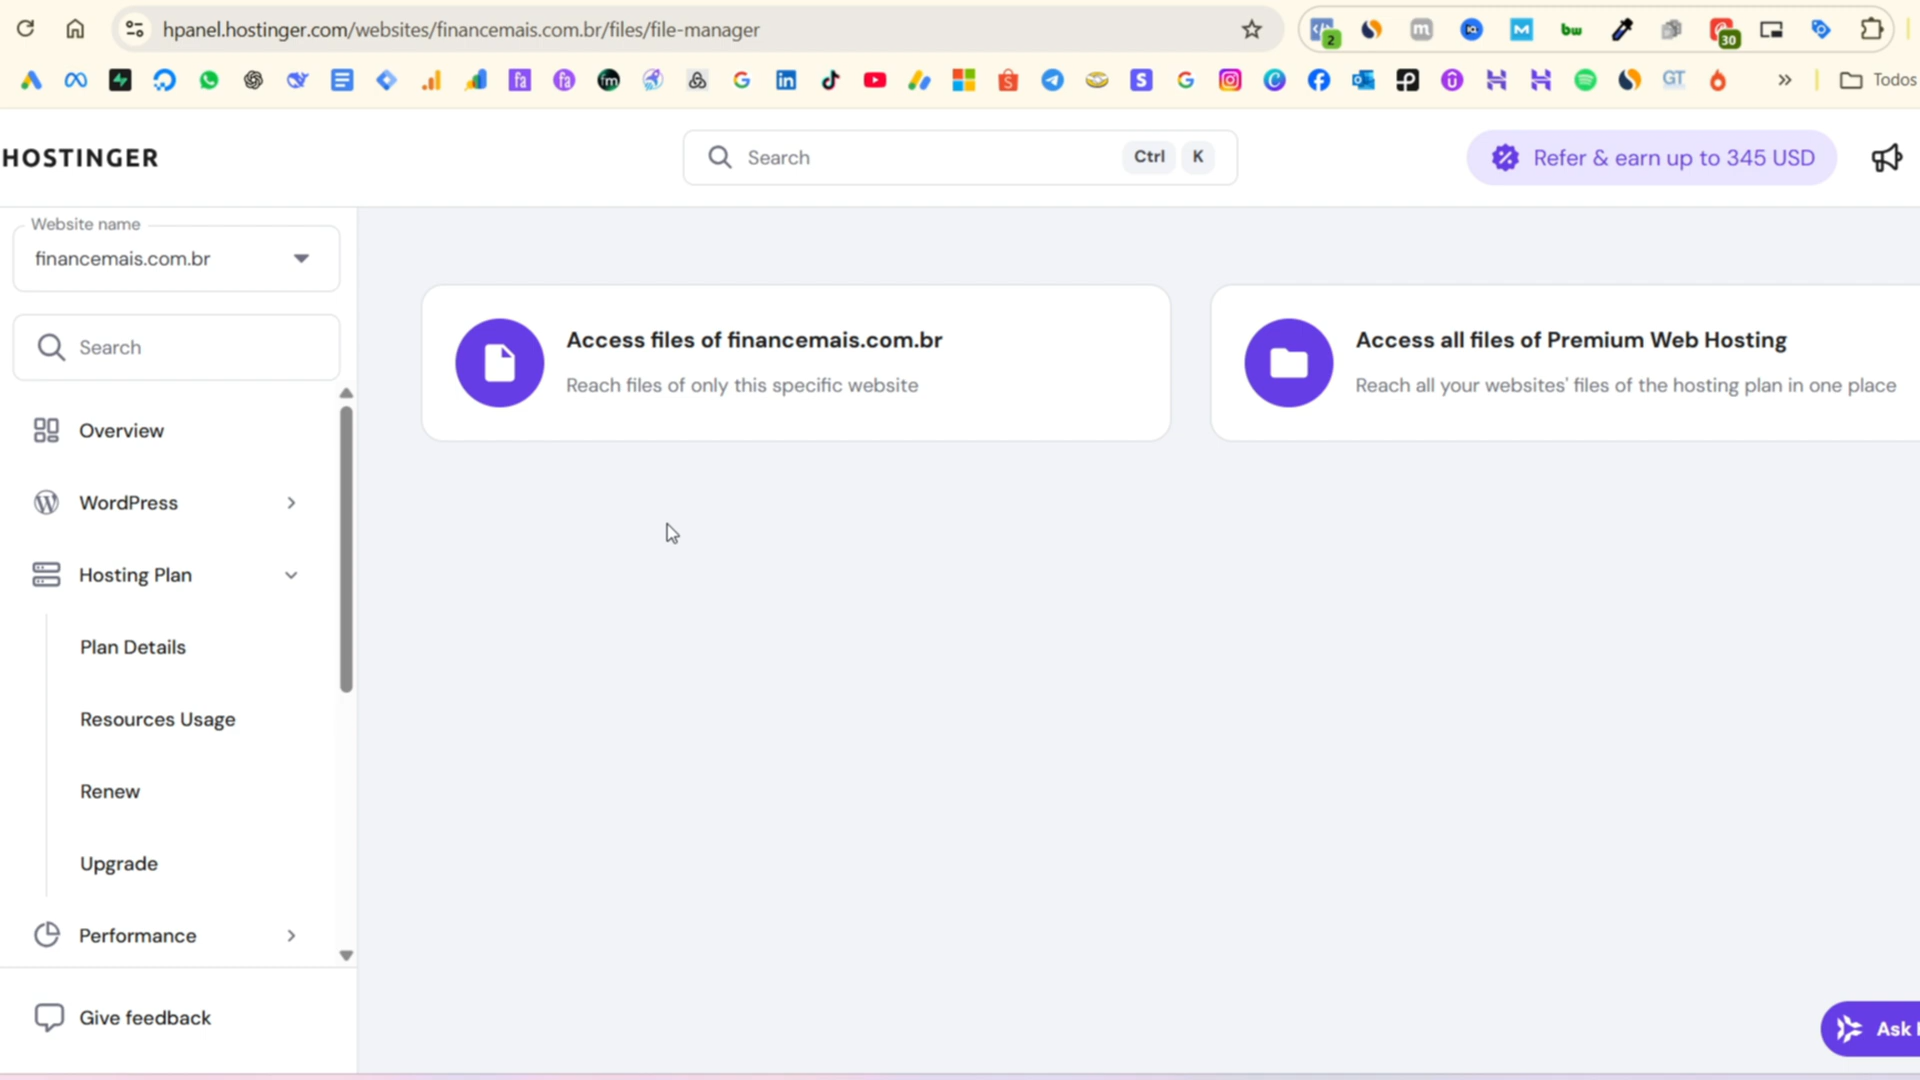 hpanel.hostinger.com/websites/financemais.com.br/files/file-manager
2
30
Todos
HOSTINGER
Search
Ctrl
K
Refer & earn up to 345 USD
Website name
financemais.com.br
Search
Overview
WordPress
Hosting Plan
Plan Details
Resources Usage
Renew
Upgrade
Performance
Give feedback
Access files of financemais.com.br
Reach files of only this specific website
Access all files of Premium Web Hosting
Reach all your websites' files of the hosting plan in one place
Ask